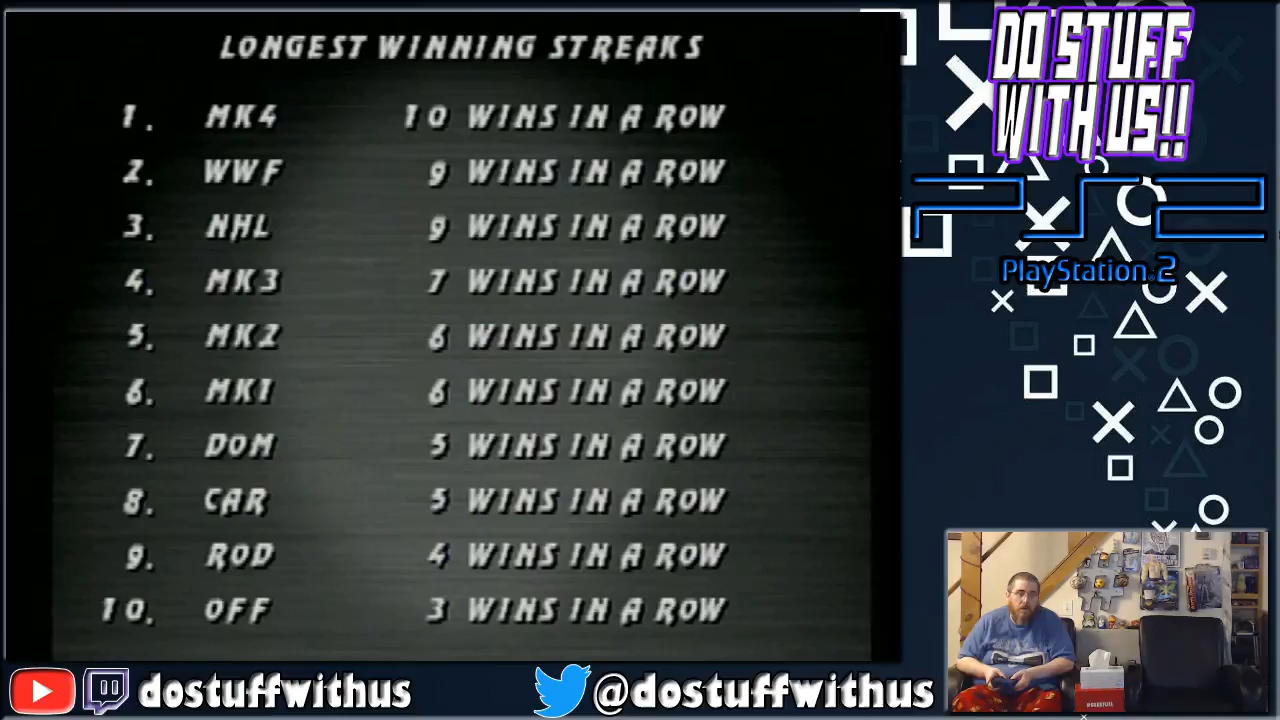 LONGEST WINNING STREAKS
1. MK4 10 WINS IN A ROW
2. WWF 9 WINS IN A ROW
3. NHL 9 WINS IN A ROW
4. MK3 7 WINS IN A ROW
5. MK2 6 WINS IN A ROW
6. MK1 6 WINS IN A ROW
7. DOM 5 WINS IN A ROW
8. CAR 5 WINS IN A ROW
9. ROD 4 WINS IN A ROW
10. OFF 3 WINS IN A ROW
DO STUFF
WITH US!!
PS2
PlayStation 2
dostuffwithus
@dostuffwithus